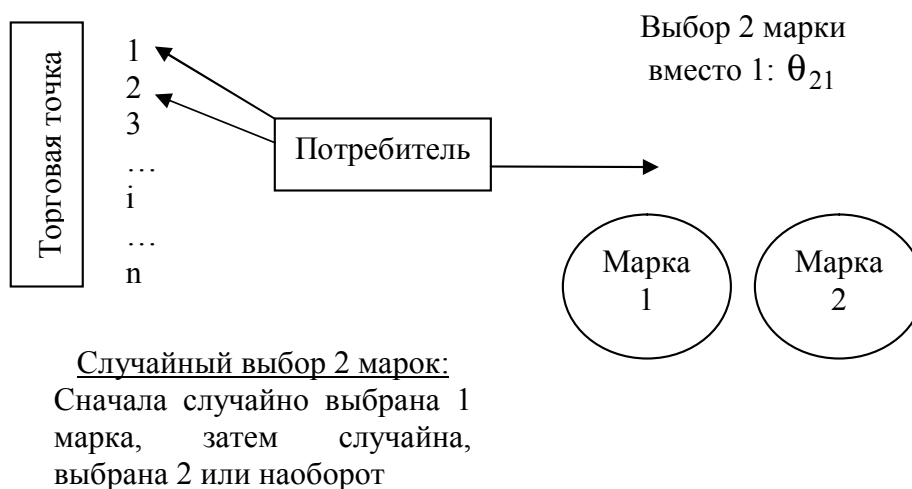 Торговая точка
1
2
3
…
i
…
n
Потребитель
Выбор 2 марки
вместо 1: θ21
Марка
1
Марка
2
Случайный выбор 2 марок:
Сначала случайно выбрана 1
марка, затем случайна,
выбрана 2 или наоборот